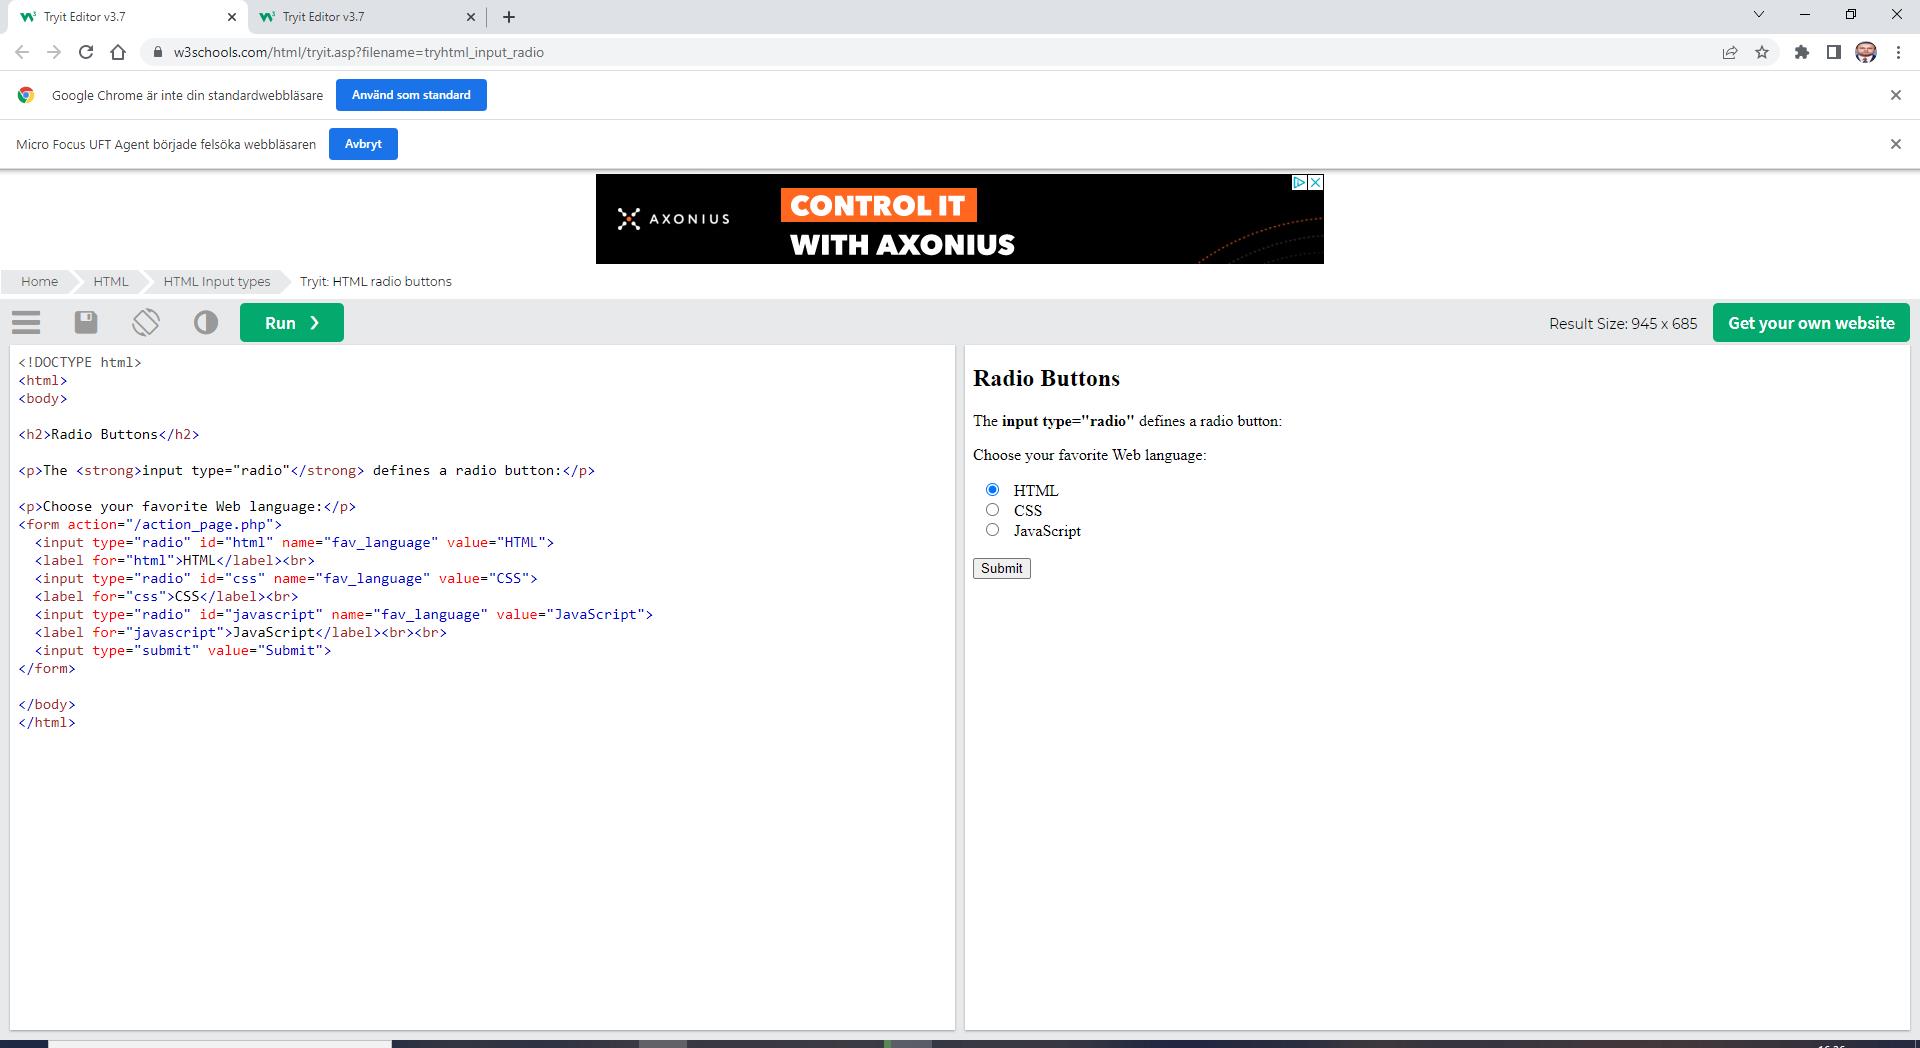 Tryit Editor v3.7
Tryit Editor v3.7
w3schools.com/html/tryit.asp?filename=tryhtml_input_radio
Google Chrome är inte din standardwebbläsare
Använd som standard
Micro Focus UFT Agent började felsöka webbläsaren
Avbryt
AXONIUS
CONTROL IT
WITH AXONIUS
Home
HTML
HTML Input types
Tryit: HTML radio buttons
Run ❯
Result Size: 945 x 685
Get your own website
<!DOCTYPE html>
<html>
<body>
<h2>Radio Buttons</h2>
<p>The <strong>input type="radio"</strong> defines a radio button:</p>
<p>Choose your favorite Web language:</p>
<form action="/action_page.php">
<input type="radio" id="html" name="fav_language" value="HTML">
<label for="html">HTML</label><br>
<input type="radio" id="css" name="fav_language" value="CSS">
<label for="css">CSS</label><br>
<input type="radio" id="javascript" name="fav_language" value="JavaScript">
<label for="javascript">JavaScript</label><br><br>
<input type="submit" value="Submit">
</form>
</body>
</html>
Radio Buttons
The input type="radio" defines a radio button:
Choose your favorite Web language:
HTML
CSS
JavaScript
Submit